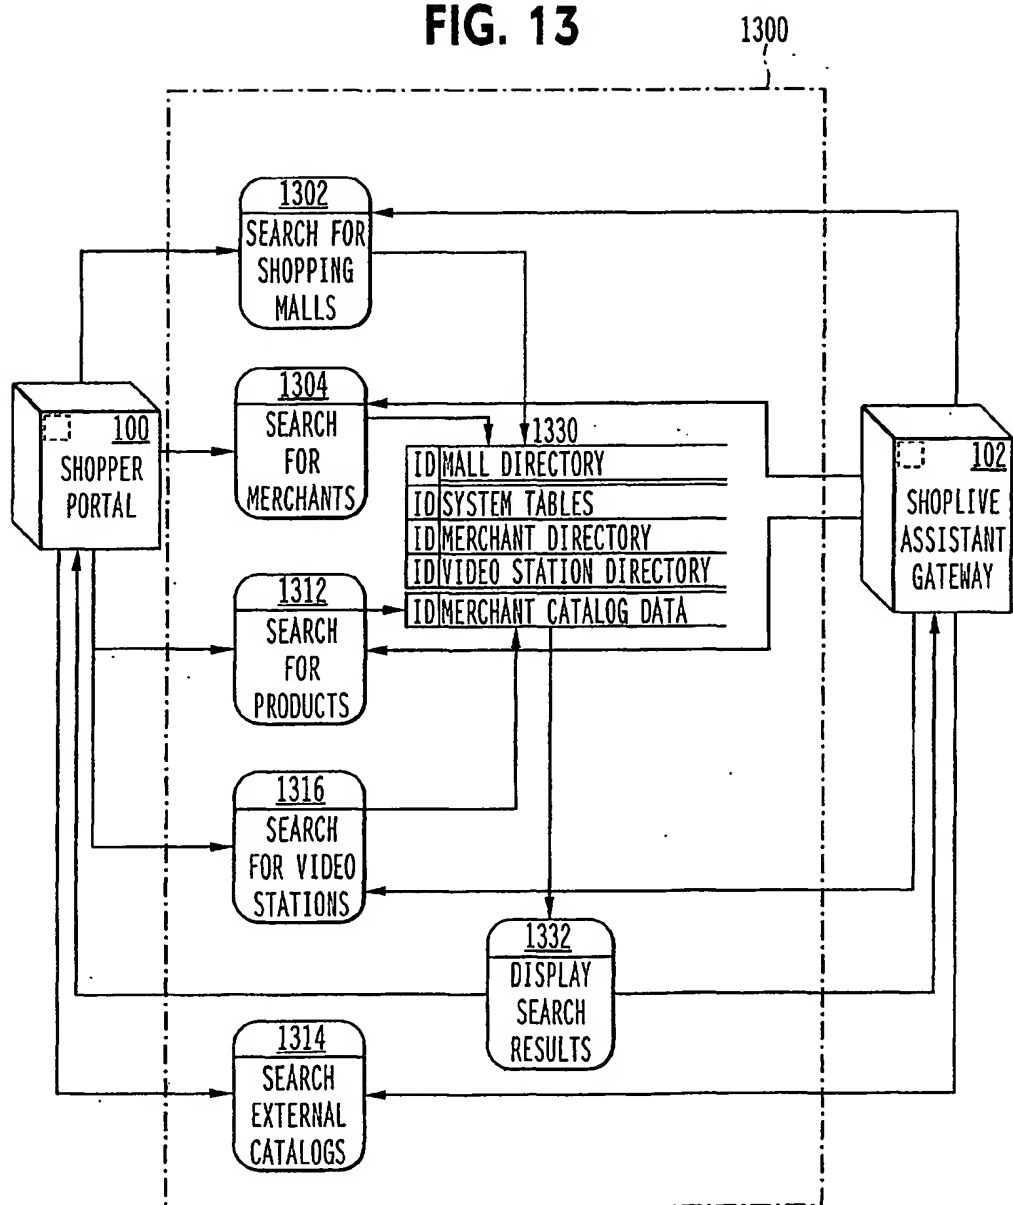 FIG. 13
1300
1302
SEARCH FOR
SHOPPING
MALLS
1304
SEARCH
FOR
MERCHANTS
100
SHOPPER
PORTAL
1330
ID MALL DIRECTORY
ID SYSTEM TABLES
ID MERCHANT DIRECTORY
ID VIDEO STATION DIRECTORY
ID MERCHANT CATALOG DATA
102
SHOPLIVE
ASSISTANT
GATEWAY
1312
SEARCH
FOR
PRODUCTS
1316
SEARCH
FOR VIDEO
STATIONS
1332
DISPLAY
SEARCH
RESULTS
1314
SEARCH
EXTERNAL
CATALOGS